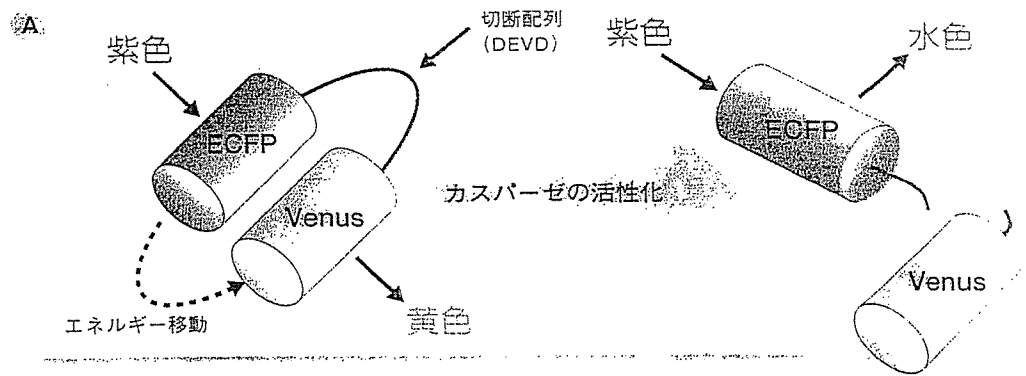 A
紫色
切断配列
(DEVD)
ECFP
Venus
エネルギー移動
黄色
カスパーゼの活性化
紫色
水色
ECFP
Venus